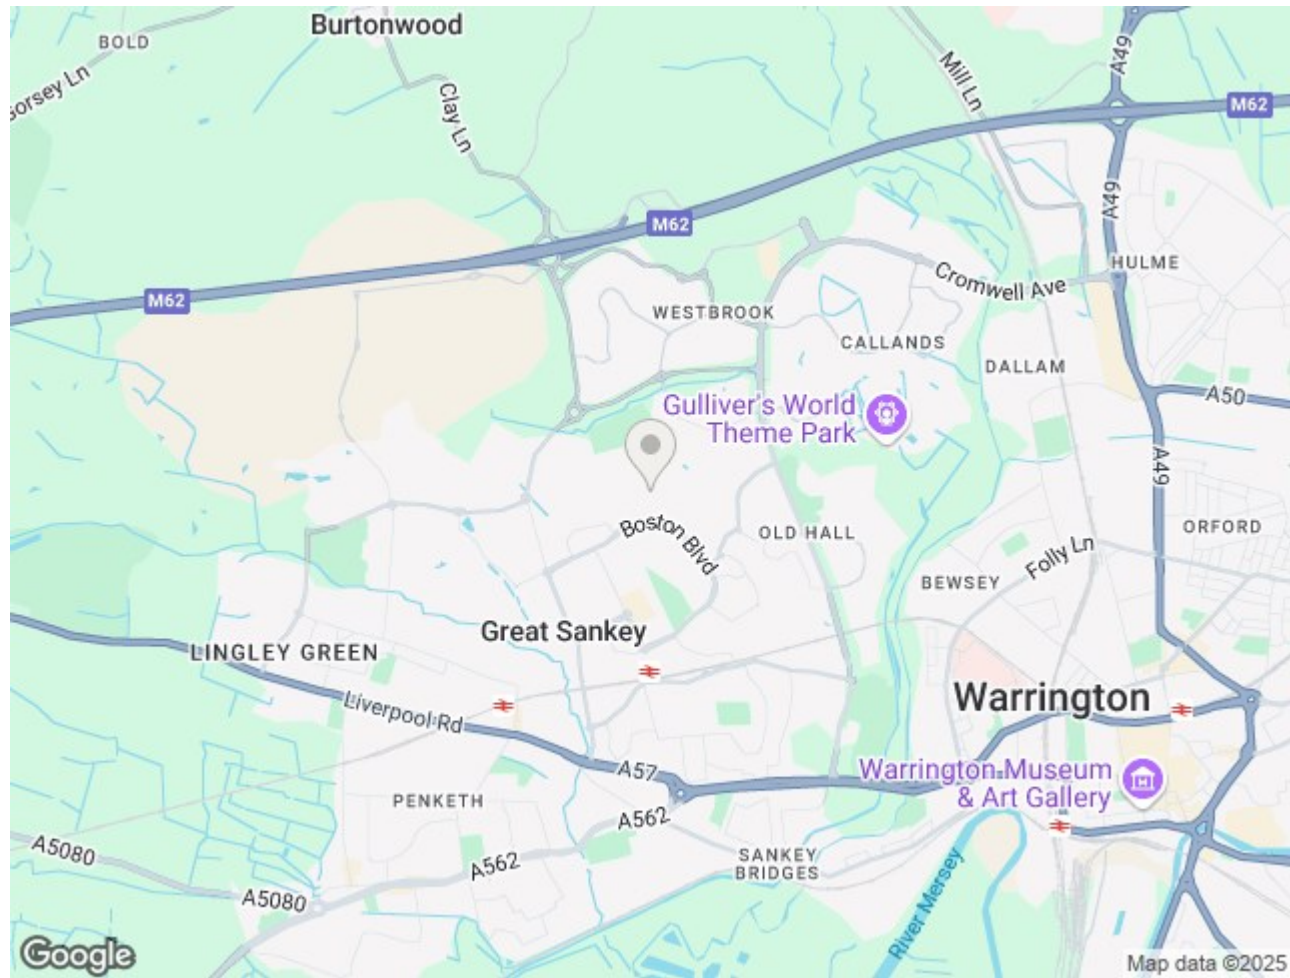 Burtonwood
BOLD
Gorsey Ln
Clay Ln
Mill Ln
A49
M62
M62
M62
A49
HULME
Cromwell Ave
WESTBROOK
CALLANDS
DALLAM
A50
Gulliver's World
Theme Park
A49
Boston Blvd
OLD HALL
ORFORD
Folly Ln
BEWSEY
Great Sankey
LINGLEY GREEN
Liverpool Rd
Warrington
A57
Warrington Museum
& Art Gallery
PENKETH
A562
A5080
A562
SANKEY
BRIDGES
A5080
River Mersey
Google
Map data ©2025